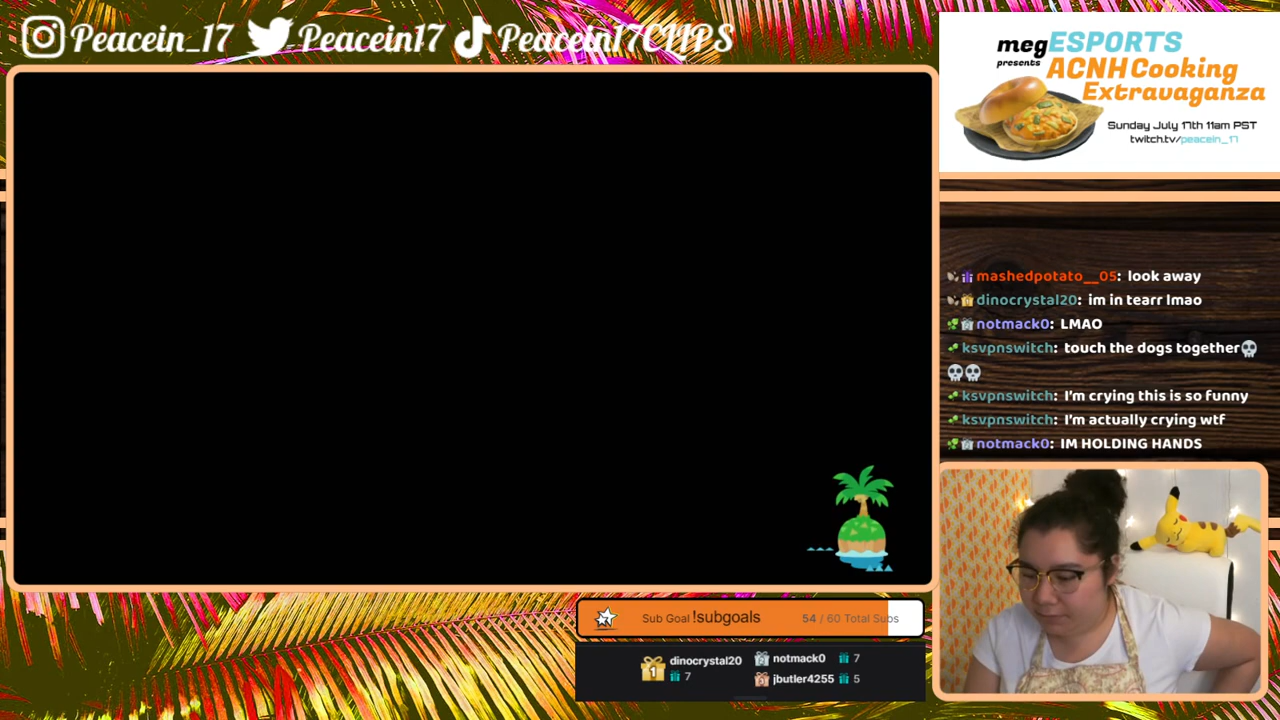 Peacein_17 Peacein17 Peacein17ClIPS
megESPORTS
presents ACNH Cooking
Extravaganza
Sunday July 17th 11am PST
twitch.tv/peacein_17
mashedpotato__05: look away
dinocrystal20: im in tearr lmao
notmack0: LMAO
ksvpnswitch: touch the dogs together💀
💀💀
ksvpnswitch: I'm crying this is so funny
ksvpnswitch: I'm actually crying wtf
notmack0: IM HOLDING HANDS
Sub Goal !subgoals 54 / 60 Total Subs
1 dinocrystal20 7
2 notmack0 7
3 jbutler4255 5